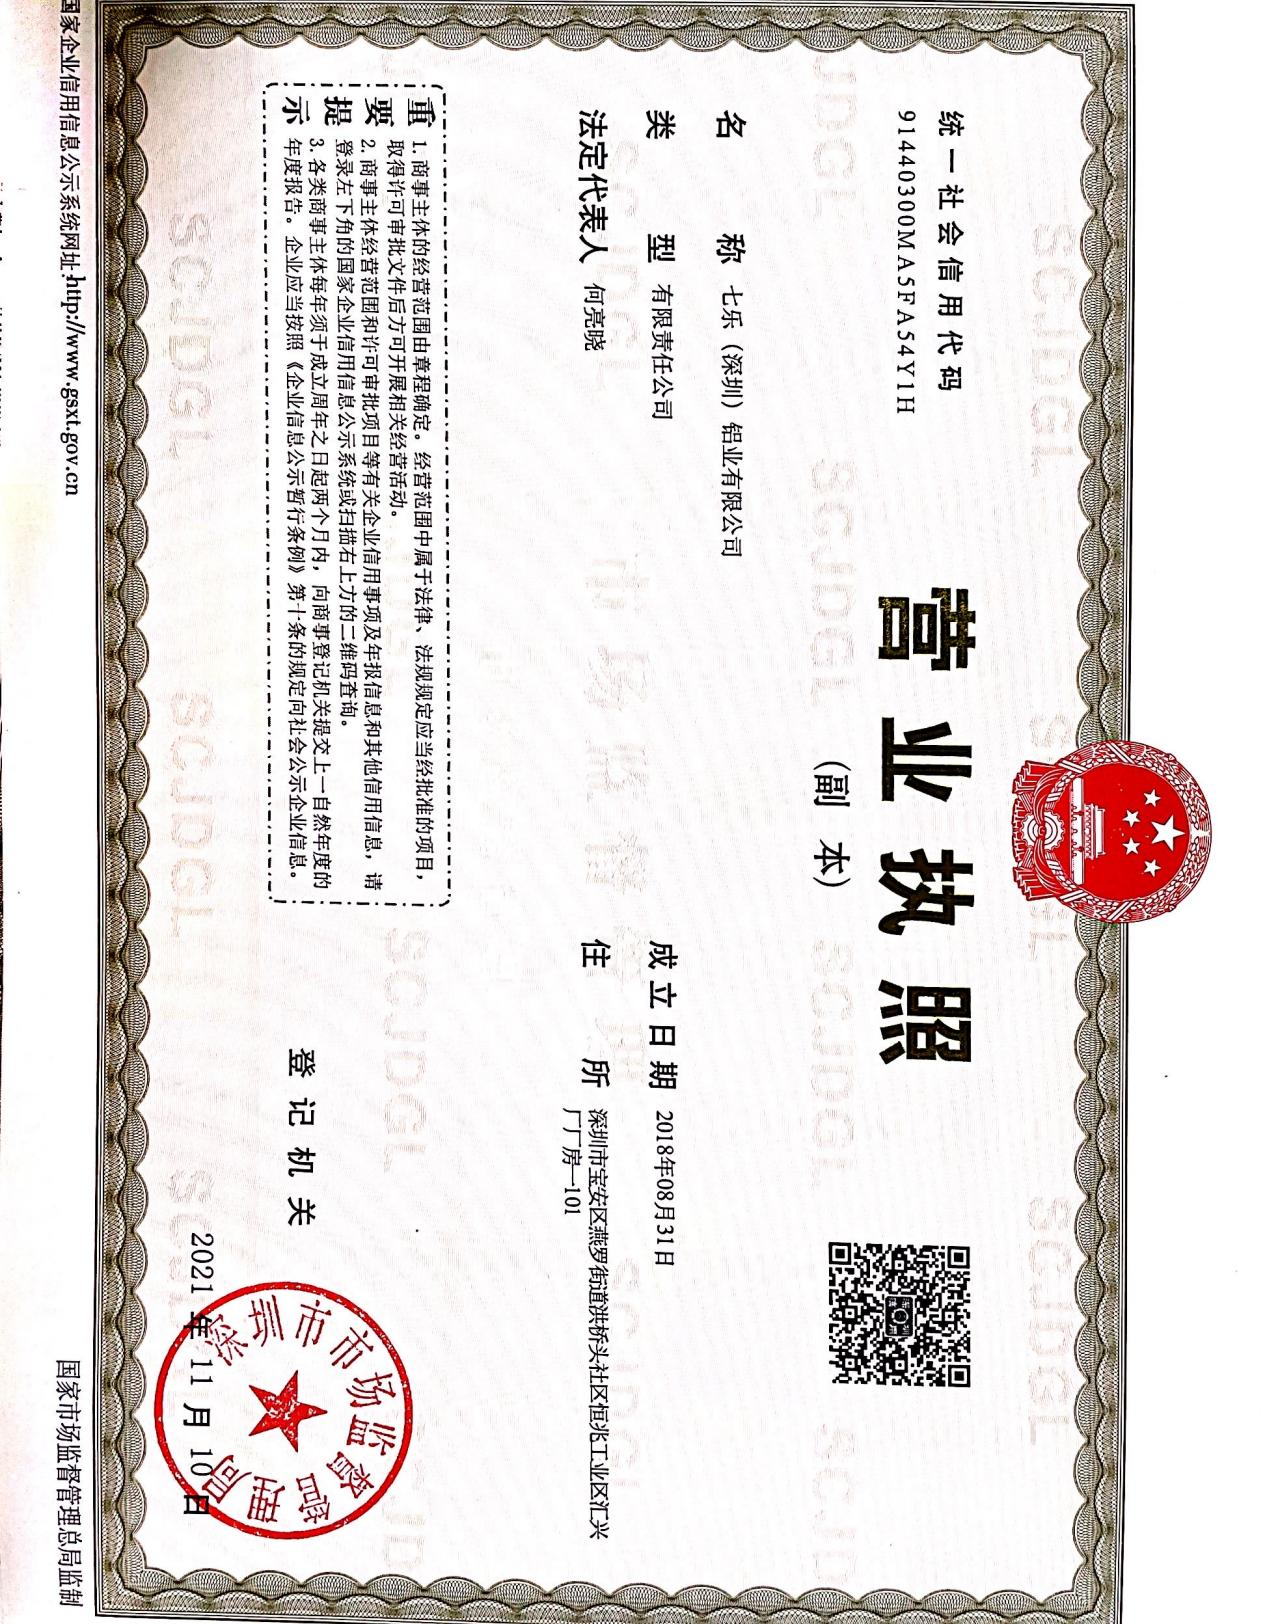 统一社会信用代码
91440300MA5FA54Y1H
营业执照
（副 本）
名 称 七乐（深圳）铝业有限公司
类 型 有限责任公司
法定代表人 何亮晓
成立日期 2018年08月31日
住 所 深圳市宝安区燕罗街道洪桥头社区恒兆工业区汇兴
厂厂房一101
重要提示
1. 商事主体的经营范围由章程确定。经营范围中属于法律、法规规定应当经批准的项目，
取得许可审批文件后方可开展相关经营活动。
2. 商事主体经营范围和许可审批项目等有关企业信用事项及年报信息和其他信用信息，请
登录左下角的国家企业信用信息公示系统或扫描右上方的二维码查询。
3. 各类商事主体每年须于成立周年之日起两个月内，向商事登记机关提交上一自然年度的
年度报告。企业应当按照《企业信息公示暂行条例》第十条的规定向社会公示企业信息。
登记机关
深圳市市场监督管理局
2021 年 11 月 10 日
国家企业信用信息公示系统网址:http://www.gsxt.gov.cn
国家市场监督管理总局监制